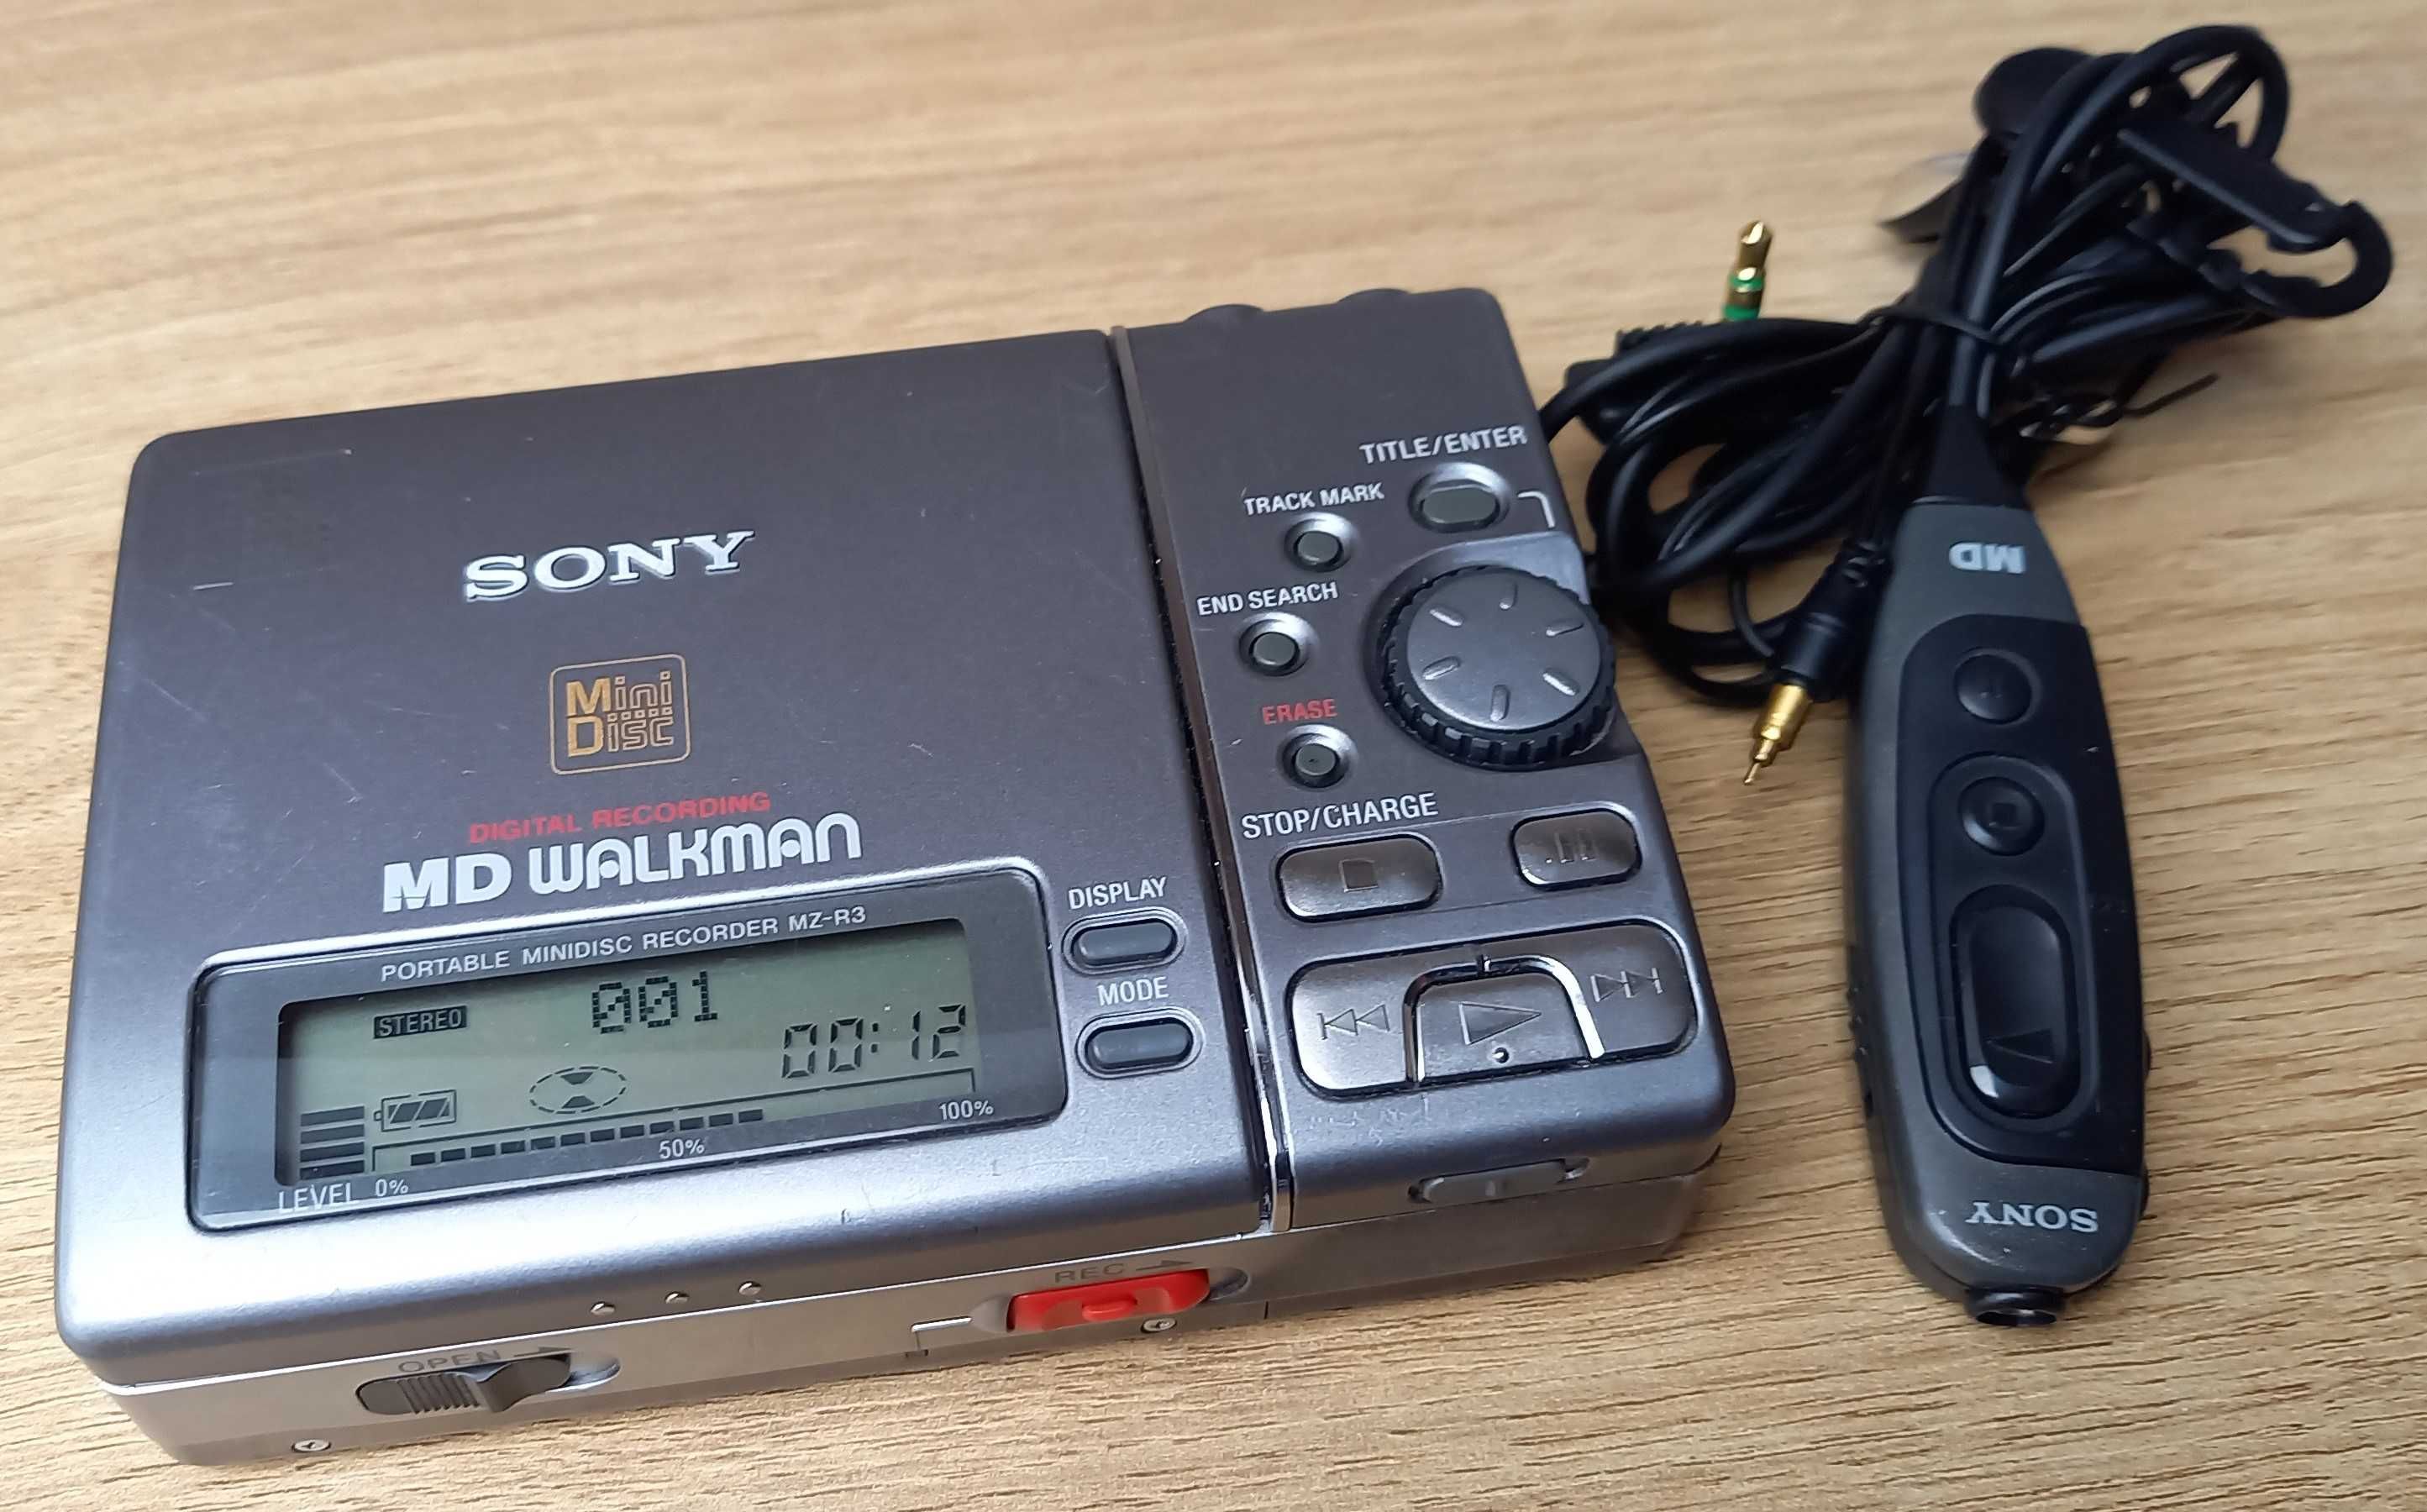 SONY
Mini
Disc
DIGITAL RECORDING
MD WALKMAN
PORTABLE MINIDISC RECORDER MZ-R3
STEREO
001
00:12
LEVEL 0%
50%
100%
DISPLAY
MODE
TITLE/ENTER
TRACK MARK
END SEARCH
ERASE
STOP/CHARGE
REC
OPEN
MD
SONY